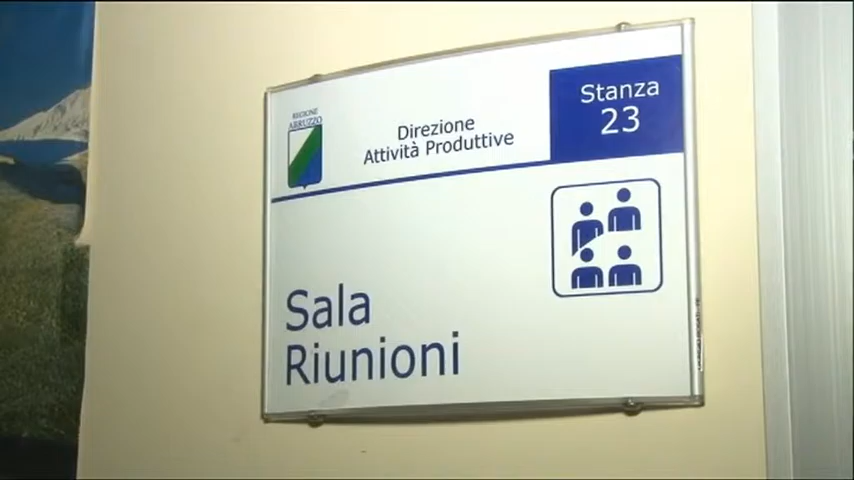 REGIONE
ABRUZZO
Direzione
Attività Produttive
Stanza
23
Sala
Riunioni